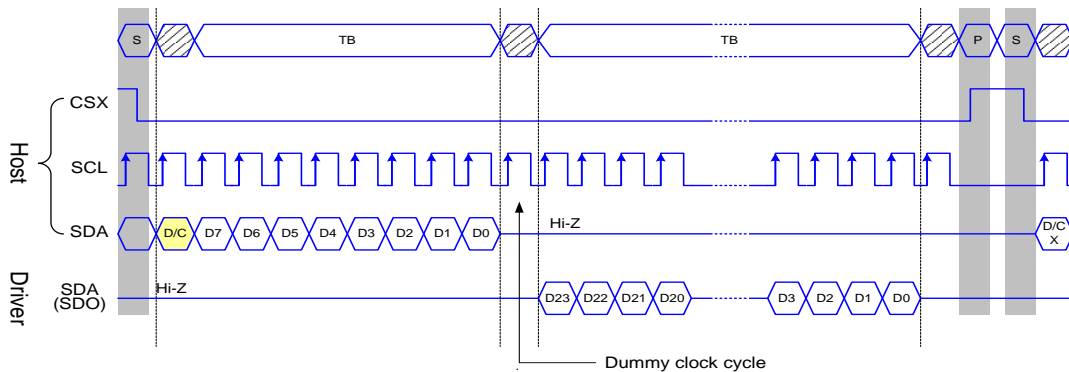 S TB TB P S
CSX
Host
SCL
SDA D/C D7 D6 D5 D4 D3 D2 D1 D0 Hi-Z D/C X
Driver
SDA (SDO) Hi-Z D23 D22 D21 D20 D3 D2 D1 D0
Dummy clock cycle